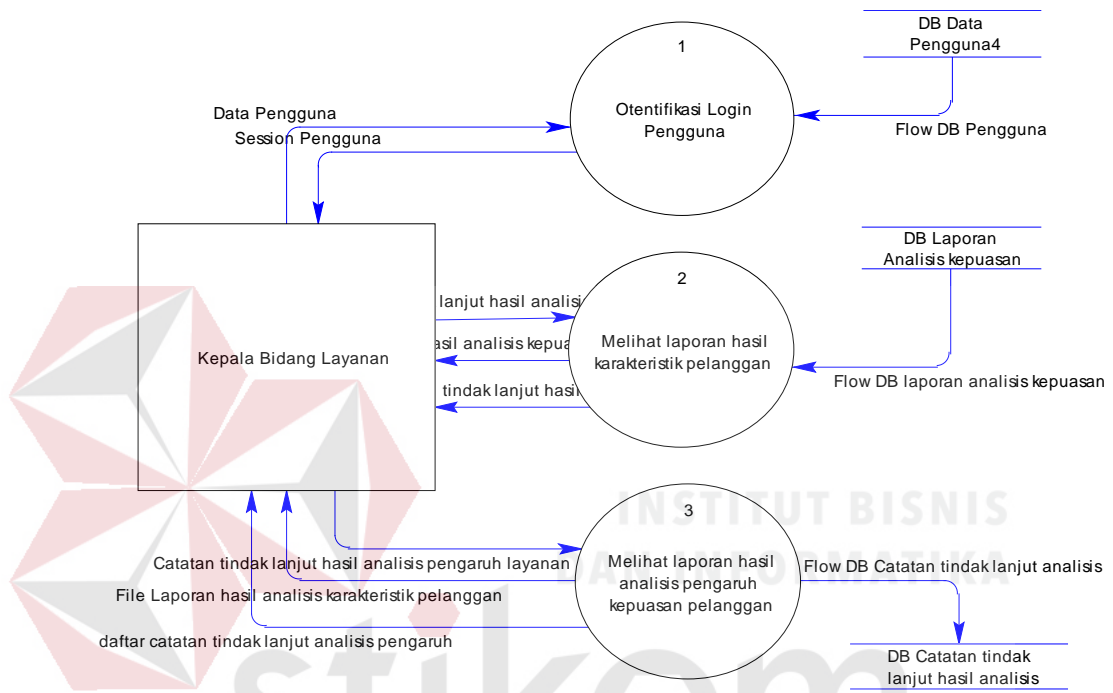 DB Data
Pengguna4
1
Otentifikasi Login
Pengguna
Data Pengguna
Session Pengguna
Flow DB Pengguna
DB Laporan
Analisis kepuasan
2
Melihat laporan hasil
karakteristik pelanggan
lanjut hasil analisi
asil analisis kepua
tindak lanjut hasil
Kepala Bidang Layanan
Flow DB laporan analisis kepuasan
INSTITUT BISNIS
3
Melihat laporan hasil
analisis pengaruh
kepuasan pelanggan
Catatan tindak lanjut hasil analisis pengaruh layanan
File Laporan hasil analisis karakteristik pelanggan
daftar catatan tindak lanjut analisis pengaruh
Flow DB Catatan tindak lanjut analisis
DB Catatan tindak
lanjut hasil analisis
stikom